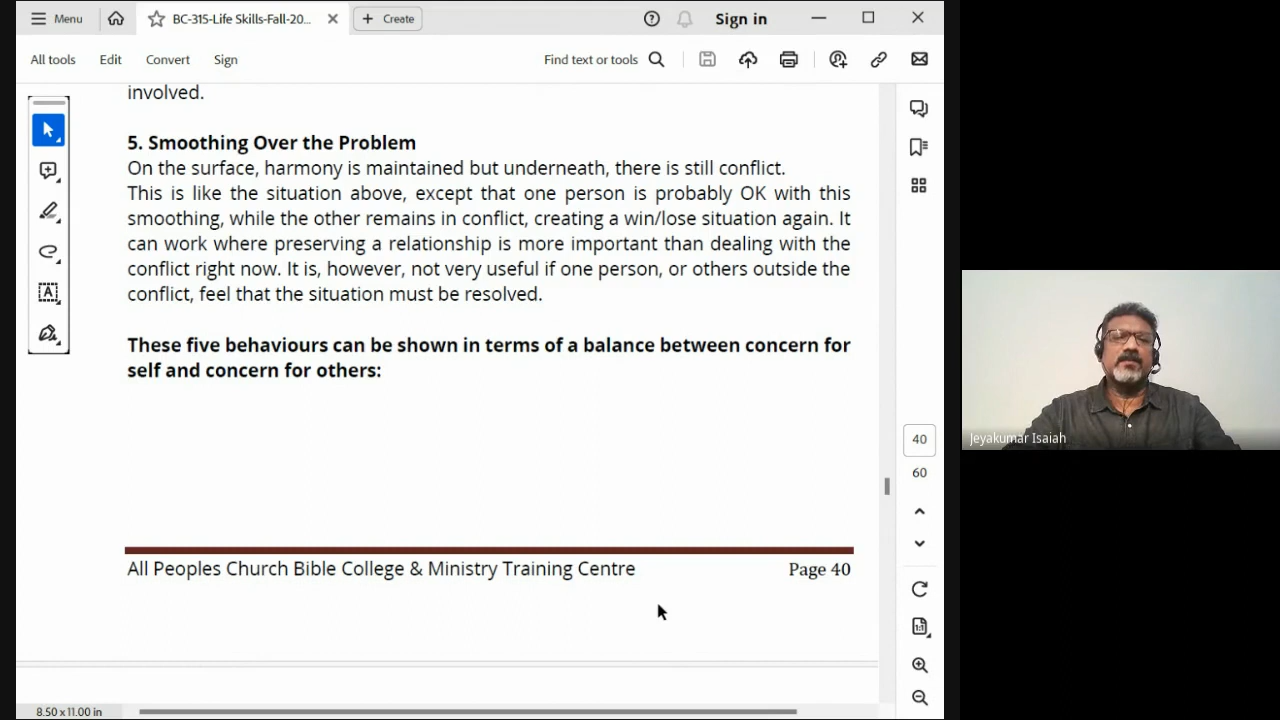 Menu
BC-315-Life Skills-Fall-20...
Create
Sign in
All tools
Edit
Convert
Sign
Find text or tools
involved.
5. Smoothing Over the Problem
On the surface, harmony is maintained but underneath, there is still conflict.
This is like the situation above, except that one person is probably OK with this
smoothing, while the other remains in conflict, creating a win/lose situation again. It
can work where preserving a relationship is more important than dealing with the
conflict right now. It is, however, not very useful if one person, or others outside the
conflict, feel that the situation must be resolved.
These five behaviours can be shown in terms of a balance between concern for
self and concern for others:
All Peoples Church Bible College & Ministry Training Centre
Page 40
40
60
8.50 x 11.00 in
Jeyakumar Isaiah